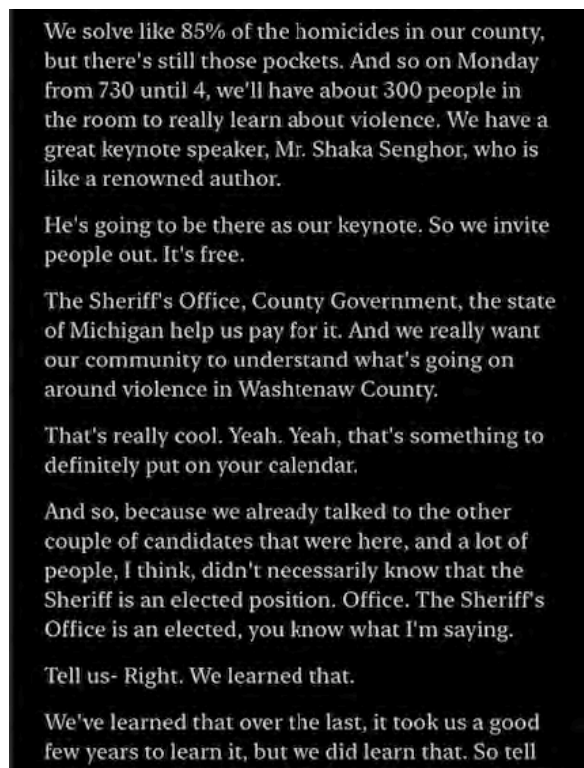 We solve like 85% of the homicides in our county,
but there's still those pockets. And so on Monday
from 730 until 4, we'll have about 300 people in
the room to really learn about violence. We have a
great keynote speaker, Mr. Shaka Senghor, who is
like a renowned author.
He's going to be there as our keynote. So we invite
people out. It's free.
The Sheriff's Office, County Government, the state
of Michigan help us pay for it. And we really want
our community to understand what's going on
around violence in Washtenaw County.
That's really cool. Yeah. Yeah, that's something to
definitely put on your calendar.
And so, because we already talked to the other
couple of candidates that were here, and a lot of
people, I think, didn't necessarily know that the
Sheriff is an elected position. Office. The Sheriff's
Office is an elected, you know what I'm saying.
Tell us- Right. We learned that.
We've learned that over the last, it took us a good
few years to learn it, but we did learn that. So tell